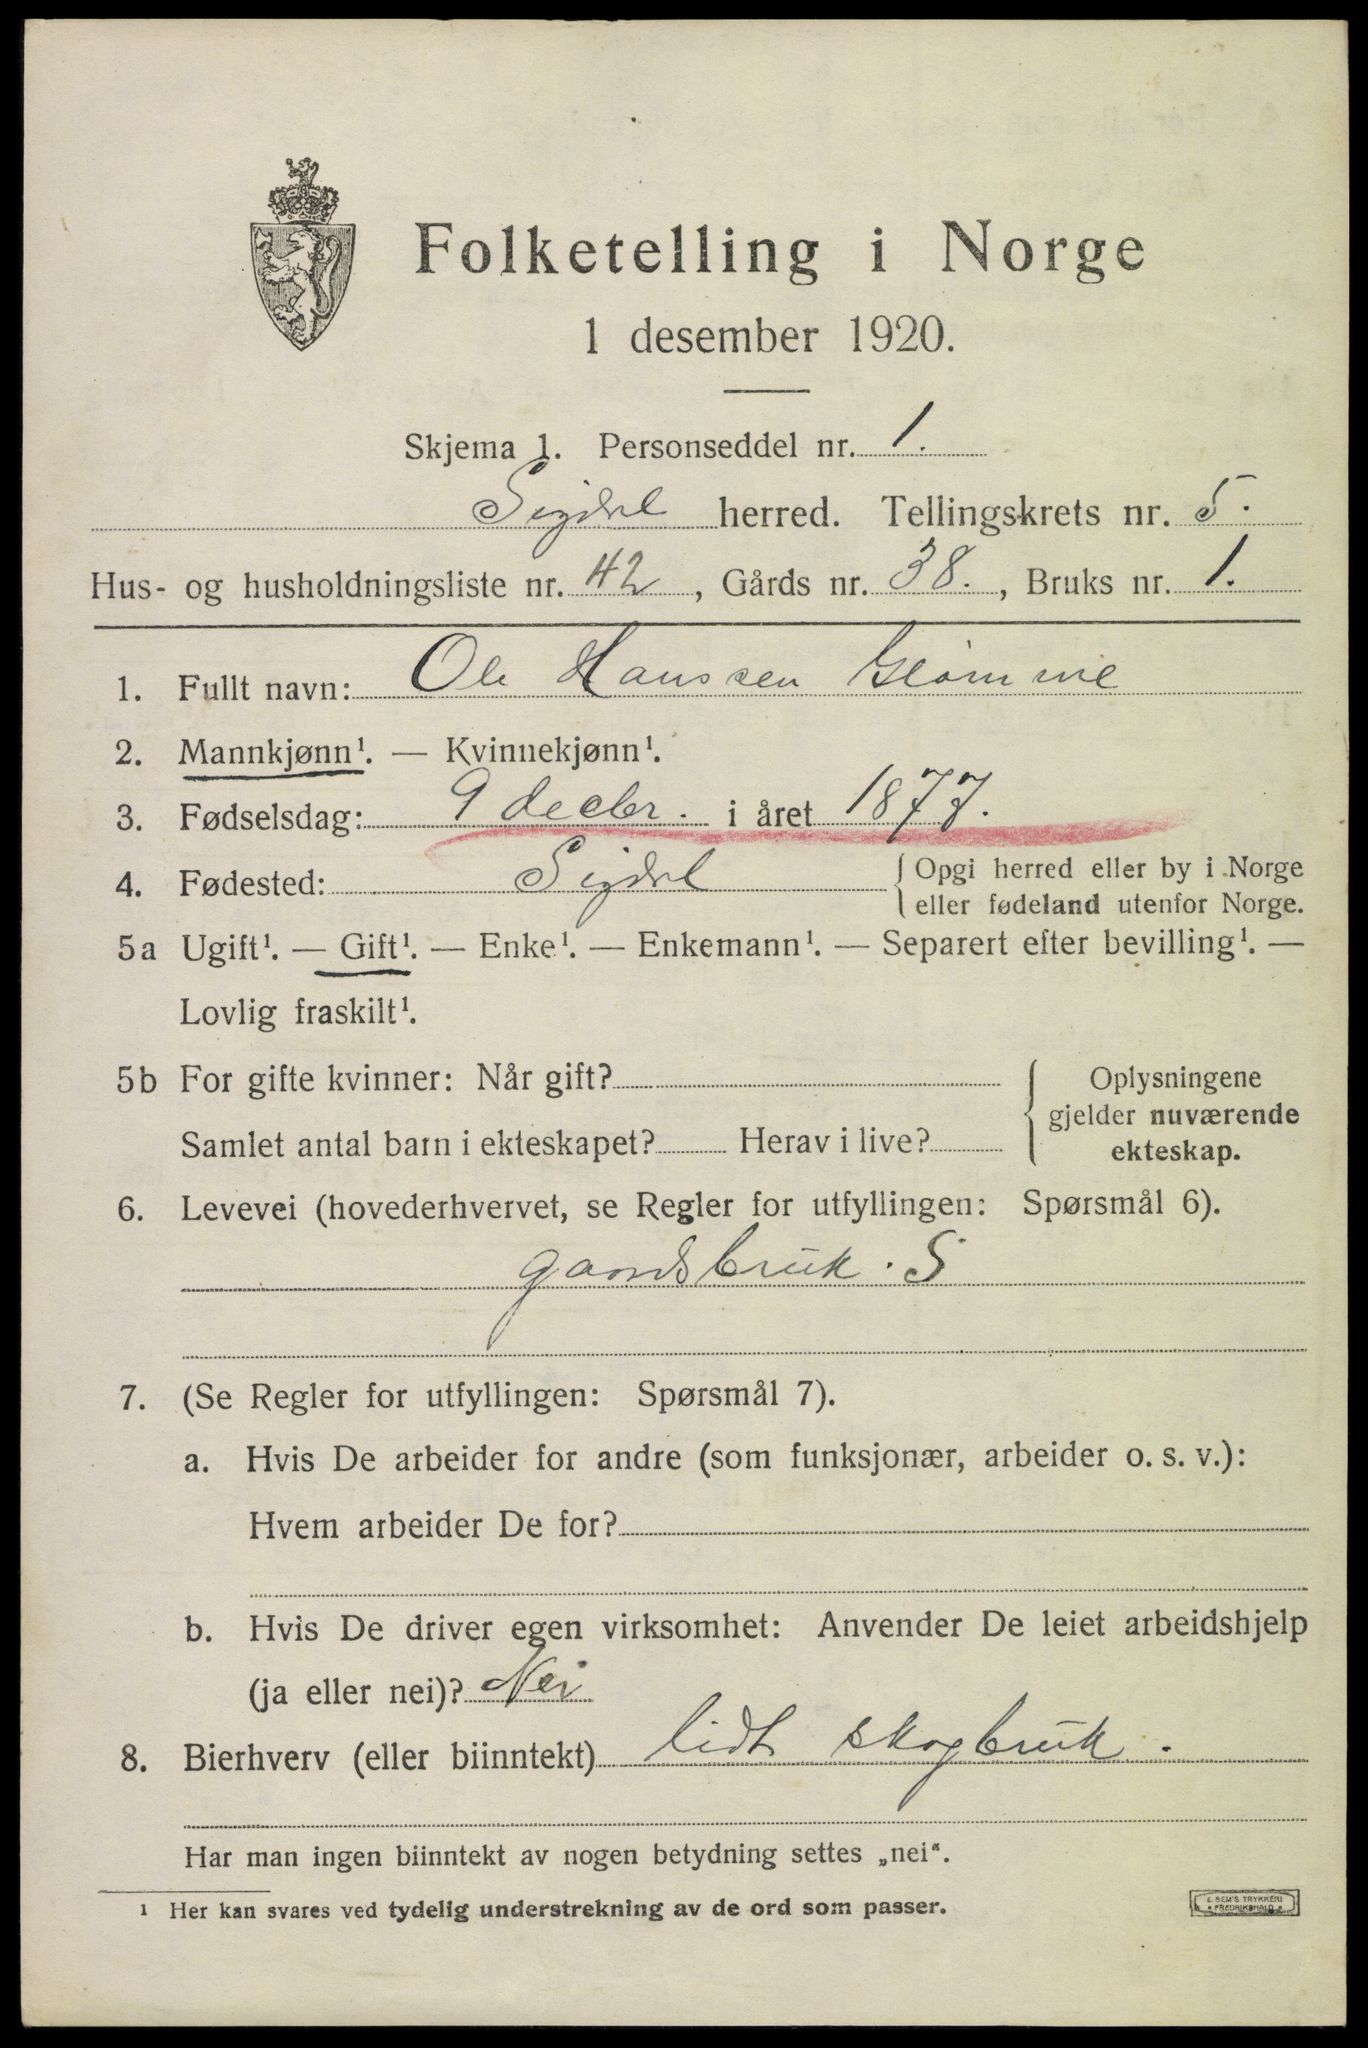 Folketelling i Norge
1 desember 1920.
Skjema 1. Personseddel nr. 1.
Sigdal herred. Tellingskrets nr. 5.
Hus- og husholdningsliste nr. 42, Gårds nr. 38., Bruks nr. 1.
1. Fullt navn: Ole Hanssen Glømme
2. Mannkjønn¹. — Kvinnekjønn¹.
3. Fødselsdag: 9 decbr. i året 1877.
4. Fødested: Sigdal { Opgi herred eller by i Norge
eller fødeland utenfor Norge.
5a Ugift¹. — Gift¹. — Enke¹. — Enkemann¹. — Separert efter bevilling¹. —
Lovlig fraskilt¹.
5b For gifte kvinner: Når gift? { Oplysningene
gjelder nuværende
Samlet antal barn i ekteskapet? Herav i live? ekteskap.
6. Levevei (hovederhvervet, se Regler for utfyllingen: Spørsmål 6).
gaardsbruk. S
7. (Se Regler for utfyllingen: Spørsmål 7).
a. Hvis De arbeider for andre (som funksjonær, arbeider o. s. v.):
Hvem arbeider De for?
b. Hvis De driver egen virksomhet: Anvender De leiet arbeidshjelp
(ja eller nei)? Nei
8. Bierhverv (eller biinntekt) lidt skogbruk.
Har man ingen biinntekt av nogen betydning settes „nei“.
¹ Her kan svares ved tydelig understrekning av de ord som passer.
E. SEM'S TRYKKERI
FREDRIKSHALD